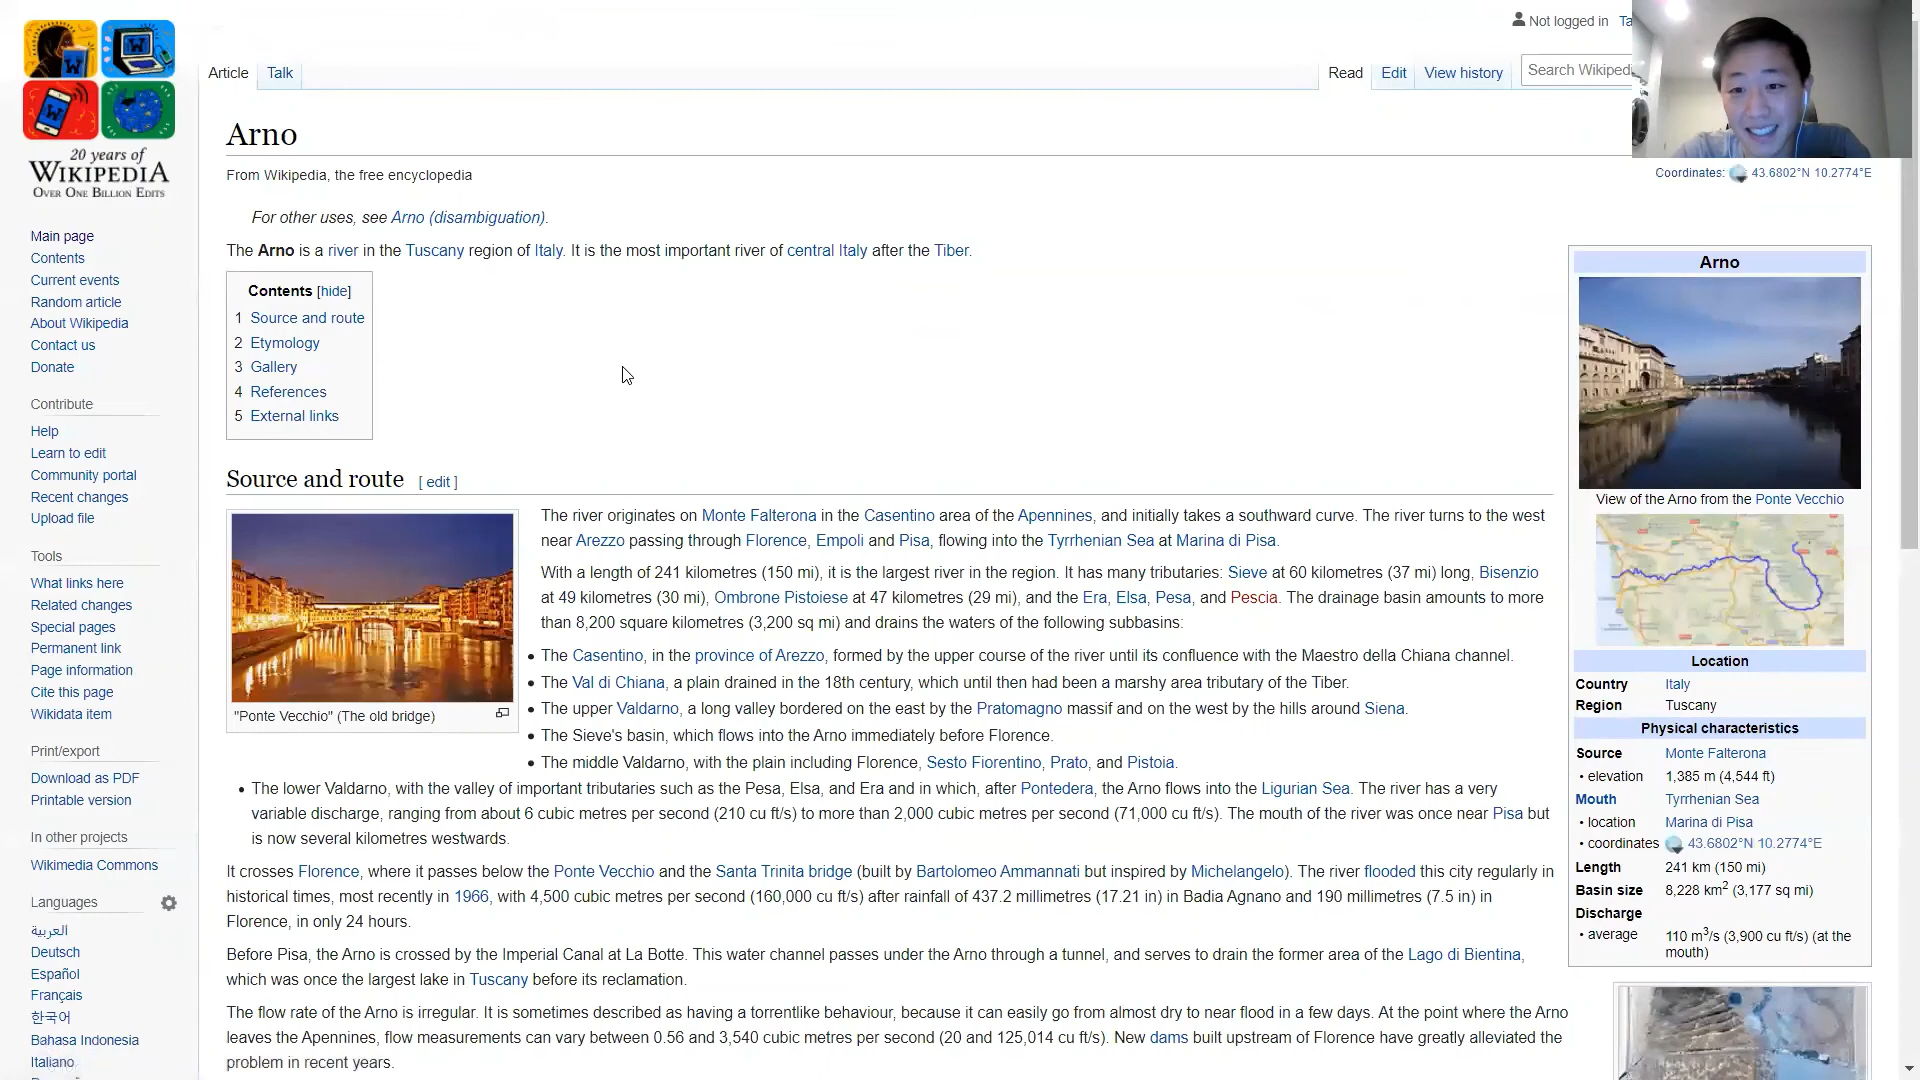 Not logged in
Article
Talk
Read
Edit
View history
20 years of
WIKIPEDIA
OVER ONE BILLION EDITS
Main page
Contents
Current events
Random article
About Wikipedia
Contact us
Donate
Contribute
Help
Learn to edit
Community portal
Recent changes
Upload file
Tools
What links here
Related changes
Special pages
Permanent link
Page information
Cite this page
Wikidata item
Print/export
Download as PDF
Printable version
In other projects
Wikimedia Commons
Languages
العربية
Deutsch
Español
Français
한국어
Bahasa Indonesia
Italiano
Arno
From Wikipedia, the free encyclopedia
Coordinates: 43.6802°N 10.2774°E
For other uses, see Arno (disambiguation).
The Arno is a river in the Tuscany region of Italy. It is the most important river of central Italy after the Tiber.
Contents [hide]
1 Source and route
2 Etymology
3 Gallery
4 References
5 External links
Source and route [ edit ]
"Ponte Vecchio" (The old bridge)
The river originates on Monte Falterona in the Casentino area of the Apennines, and initially takes a southward curve. The river turns to the west
near Arezzo passing through Florence, Empoli and Pisa, flowing into the Tyrrhenian Sea at Marina di Pisa.
With a length of 241 kilometres (150 mi), it is the largest river in the region. It has many tributaries: Sieve at 60 kilometres (37 mi) long, Bisenzio
at 49 kilometres (30 mi), Ombrone Pistoiese at 47 kilometres (29 mi), and the Era, Elsa, Pesa, and Pescia. The drainage basin amounts to more
than 8,200 square kilometres (3,200 sq mi) and drains the waters of the following subbasins:
• The Casentino, in the province of Arezzo, formed by the upper course of the river until its confluence with the Maestro della Chiana channel.
• The Val di Chiana, a plain drained in the 18th century, which until then had been a marshy area tributary of the Tiber.
• The upper Valdarno, a long valley bordered on the east by the Pratomagno massif and on the west by the hills around Siena.
• The Sieve's basin, which flows into the Arno immediately before Florence.
• The middle Valdarno, with the plain including Florence, Sesto Fiorentino, Prato, and Pistoia.
• The lower Valdarno, with the valley of important tributaries such as the Pesa, Elsa, and Era and in which, after Pontedera, the Arno flows into the Ligurian Sea. The river has a very
variable discharge, ranging from about 6 cubic metres per second (210 cu ft/s) to more than 2,000 cubic metres per second (71,000 cu ft/s). The mouth of the river was once near Pisa but
is now several kilometres westwards.
It crosses Florence, where it passes below the Ponte Vecchio and the Santa Trinita bridge (built by Bartolomeo Ammannati but inspired by Michelangelo). The river flooded this city regularly in
historical times, most recently in 1966, with 4,500 cubic metres per second (160,000 cu ft/s) after rainfall of 437.2 millimetres (17.21 in) in Badia Agnano and 190 millimetres (7.5 in) in
Florence, in only 24 hours.
Before Pisa, the Arno is crossed by the Imperial Canal at La Botte. This water channel passes under the Arno through a tunnel, and serves to drain the former area of the Lago di Bientina,
which was once the largest lake in Tuscany before its reclamation.
The flow rate of the Arno is irregular. It is sometimes described as having a torrentlike behaviour, because it can easily go from almost dry to near flood in a few days. At the point where the Arno
leaves the Apennines, flow measurements can vary between 0.56 and 3,540 cubic metres per second (20 and 125,014 cu ft/s). New dams built upstream of Florence have greatly alleviated the
problem in recent years.
Arno
View of the Arno from the Ponte Vecchio
Location
Country Italy
Region Tuscany
Physical characteristics
Source Monte Falterona
• elevation 1,385 m (4,544 ft)
Mouth Tyrrhenian Sea
• location Marina di Pisa
• coordinates 43.6802°N 10.2774°E
Length 241 km (150 mi)
Basin size 8,228 km² (3,177 sq mi)
Discharge
• average 110 m³/s (3,900 cu ft/s) (at the
mouth)